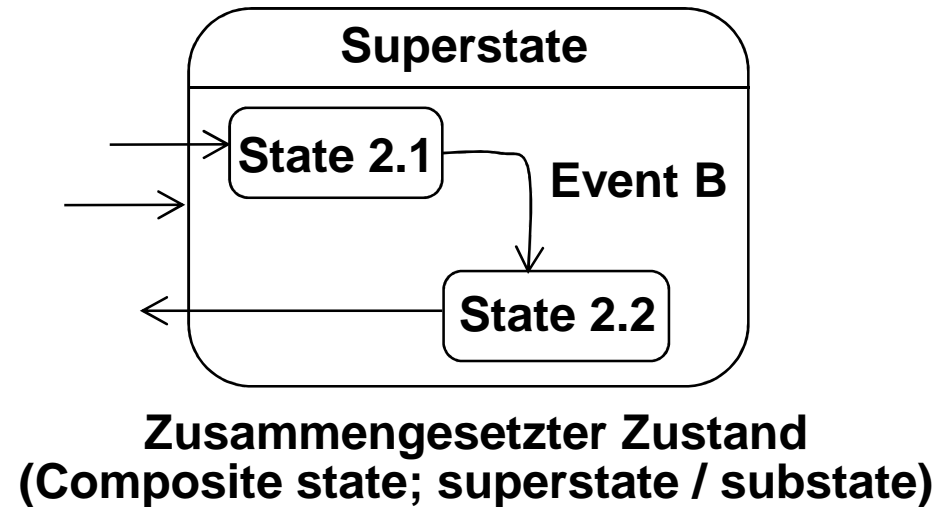 Superstate
State 2.1
Event B
State 2.2
Zusammengesetzter Zustand
(Composite state; superstate / substate)